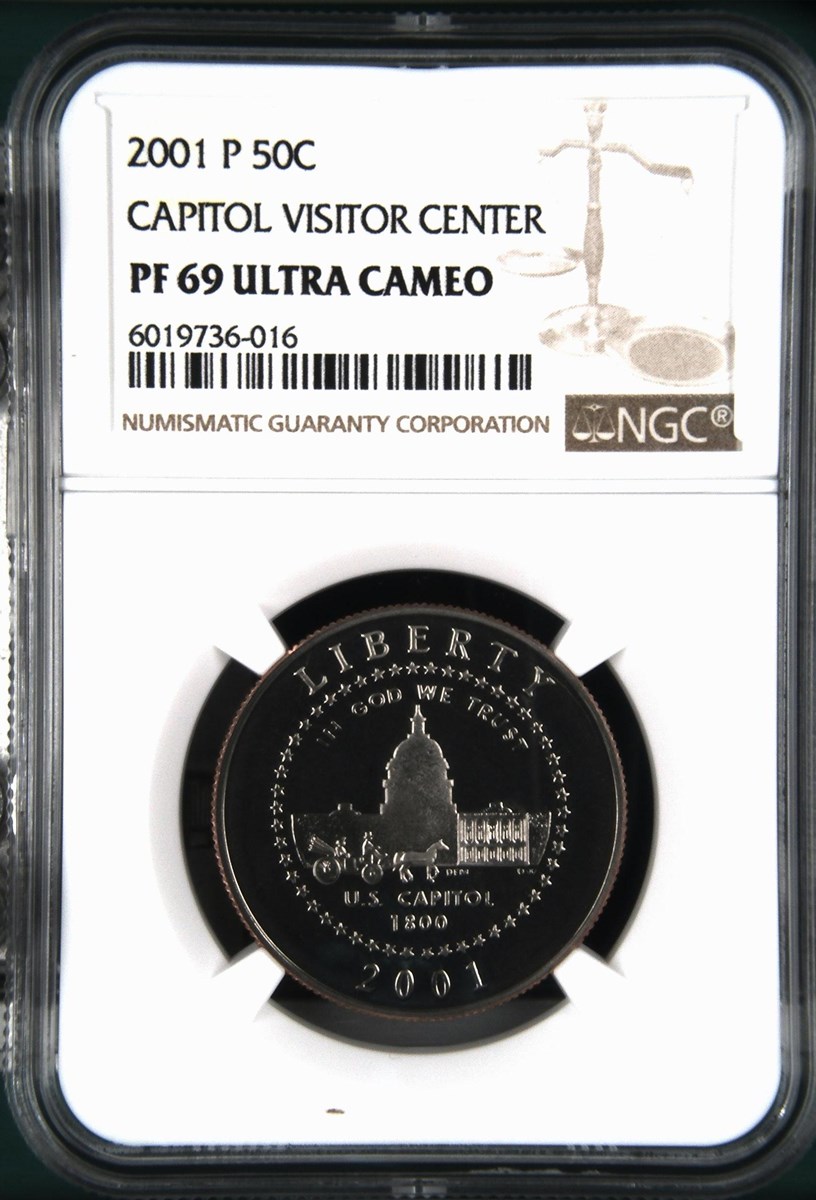 2001 P 50C
CAPITOL VISITOR CENTER
PF 69 ULTRA CAMEO
6019736-016
NUMISMATIC GUARANTY CORPORATION
NGC®
LIBERTY
IN GOD WE TRUST
U.S. CAPITOL
1800
2001